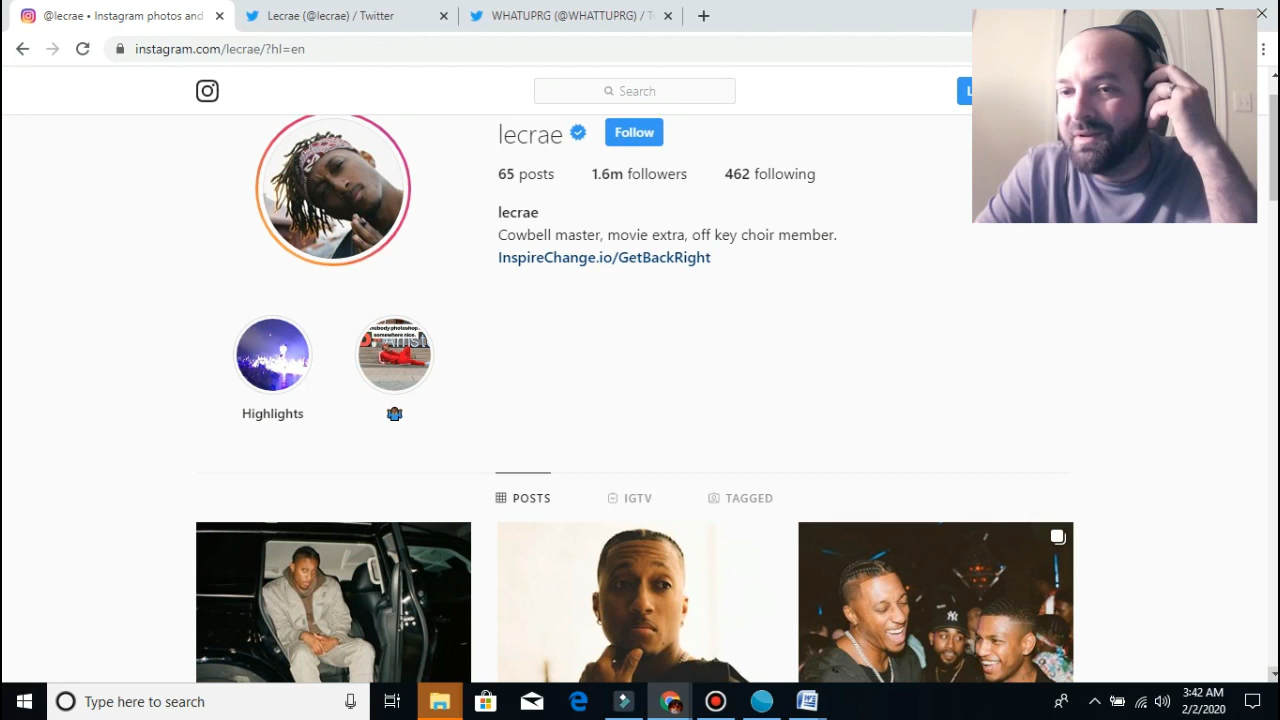 @lecrae • Instagram photos and
Lecrae (@lecrae) / Twitter
WHATUPRG (@WHATTUPRG) / T
instagram.com/lecrae/?hl=en
Search
L
lecrae
Follow
65 posts
1.6m followers
462 following
lecrae
Cowbell master, movie extra, off key choir member.
InspireChange.io/GetBackRight
somewhere nice.
Highlights
POSTS
IGTV
TAGGED
Type here to search
3:42 AM
2/2/2020